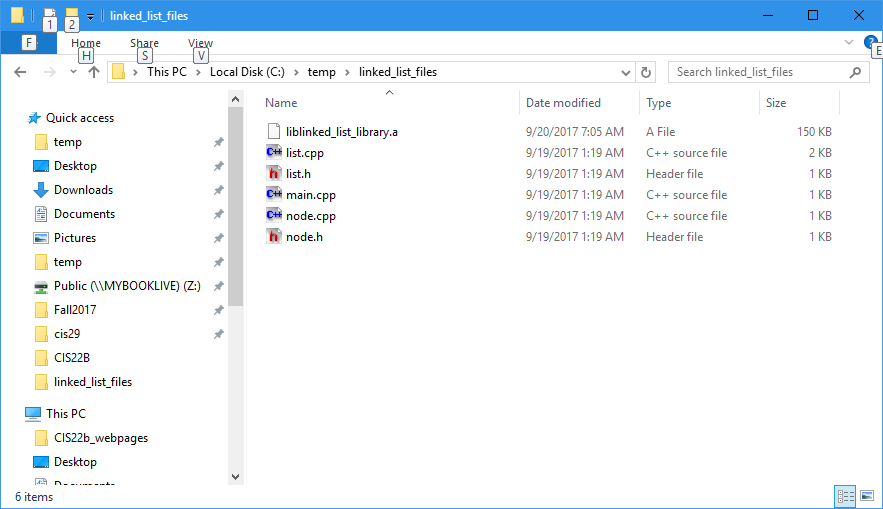 1 2 linked_list_files
F Home Share View
H S V E
This PC Local Disk (C:) temp linked_list_files Search linked_list_files
Name Date modified Type Size
Quick access
temp
Desktop
Downloads
Documents
Pictures
temp
Public (\\MYBOOKLIVE) (Z:)
Fall2017
cis29
CIS22B
linked_list_files
This PC
CIS22b_webpages
Desktop
Documents
liblinked_list_library.a 9/20/2017 7:05 AM A File 150 KB
list.cpp 9/19/2017 1:19 AM C++ source file 2 KB
list.h 9/19/2017 1:19 AM Header file 1 KB
main.cpp 9/19/2017 1:19 AM C++ source file 1 KB
node.cpp 9/19/2017 1:19 AM C++ source file 1 KB
node.h 9/19/2017 1:19 AM Header file 1 KB
6 items